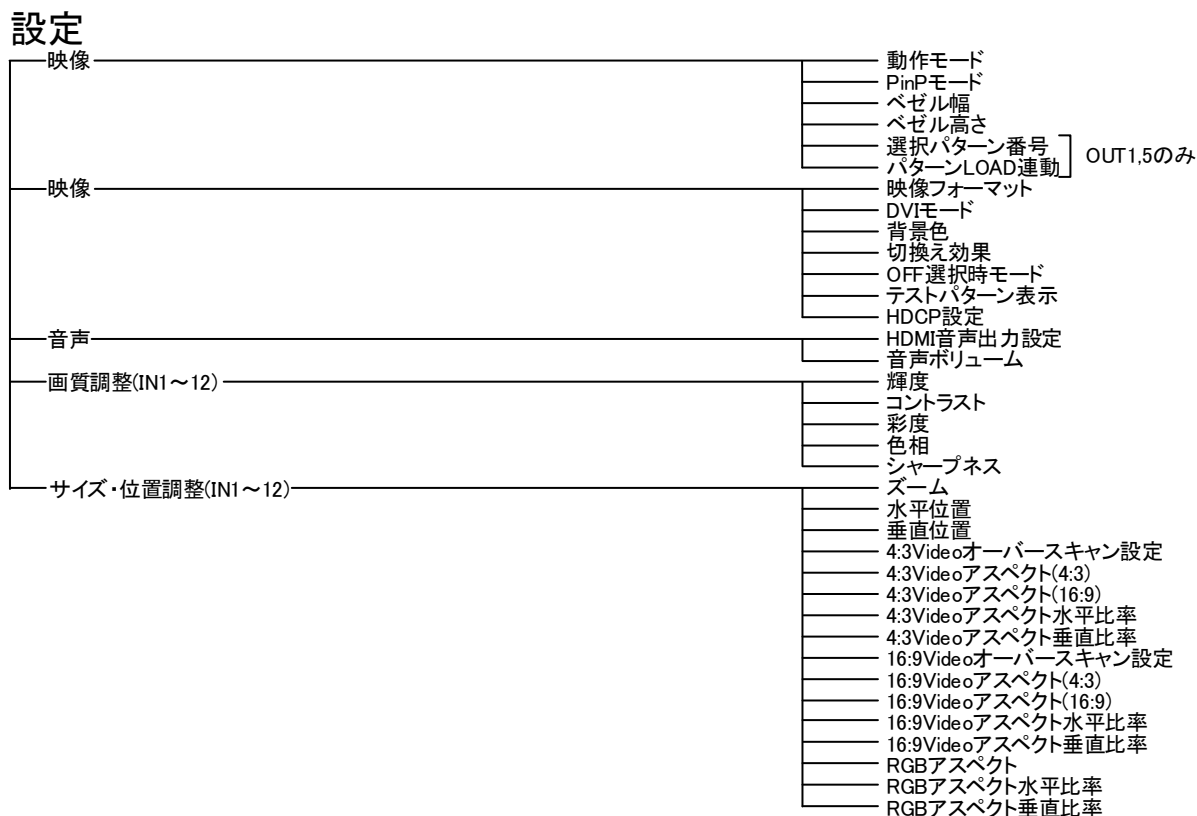 設定
映像
動作モード
PinPモード
ベゼル幅
ベゼル高さ
選択パターン番号
パターンLOAD連動
OUT1,5のみ
映像
映像フォーマット
DVIモード
背景色
切換え効果
OFF選択時モード
テストパターン表示
HDCP設定
音声
HDMI音声出力設定
音声ボリューム
画質調整(IN1～12)
輝度
コントラスト
彩度
色相
シャープネス
サイズ・位置調整(IN1～12)
ズーム
水平位置
垂直位置
4:3Videoオーバースキャン設定
4:3Videoアスペクト(4:3)
4:3Videoアスペクト(16:9)
4:3Videoアスペクト水平比率
4:3Videoアスペクト垂直比率
16:9Videoオーバースキャン設定
16:9Videoアスペクト(4:3)
16:9Videoアスペクト(16:9)
16:9Videoアスペクト水平比率
16:9Videoアスペクト垂直比率
RGBアスペクト
RGBアスペクト水平比率
RGBアスペクト垂直比率